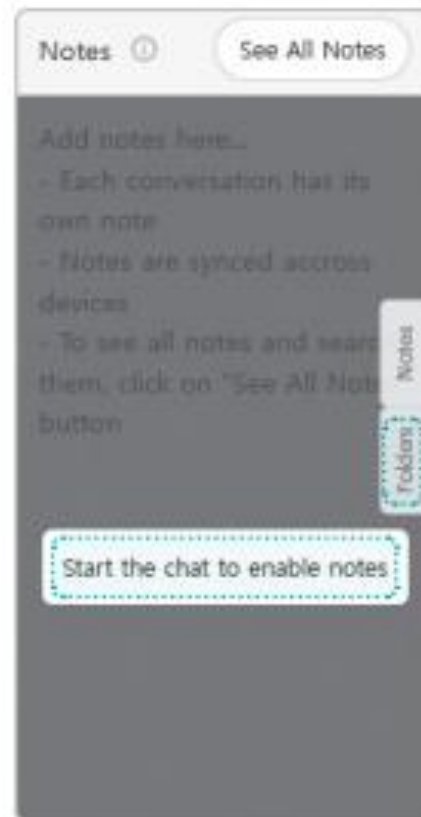 Notes
See All Notes
Add notes here...
- Each conversation has its
own note
- Notes are synced accross
devices
- To see all notes and searc
them, click on "See All Note
button
Notes
Folders
Start the chat to enable notes